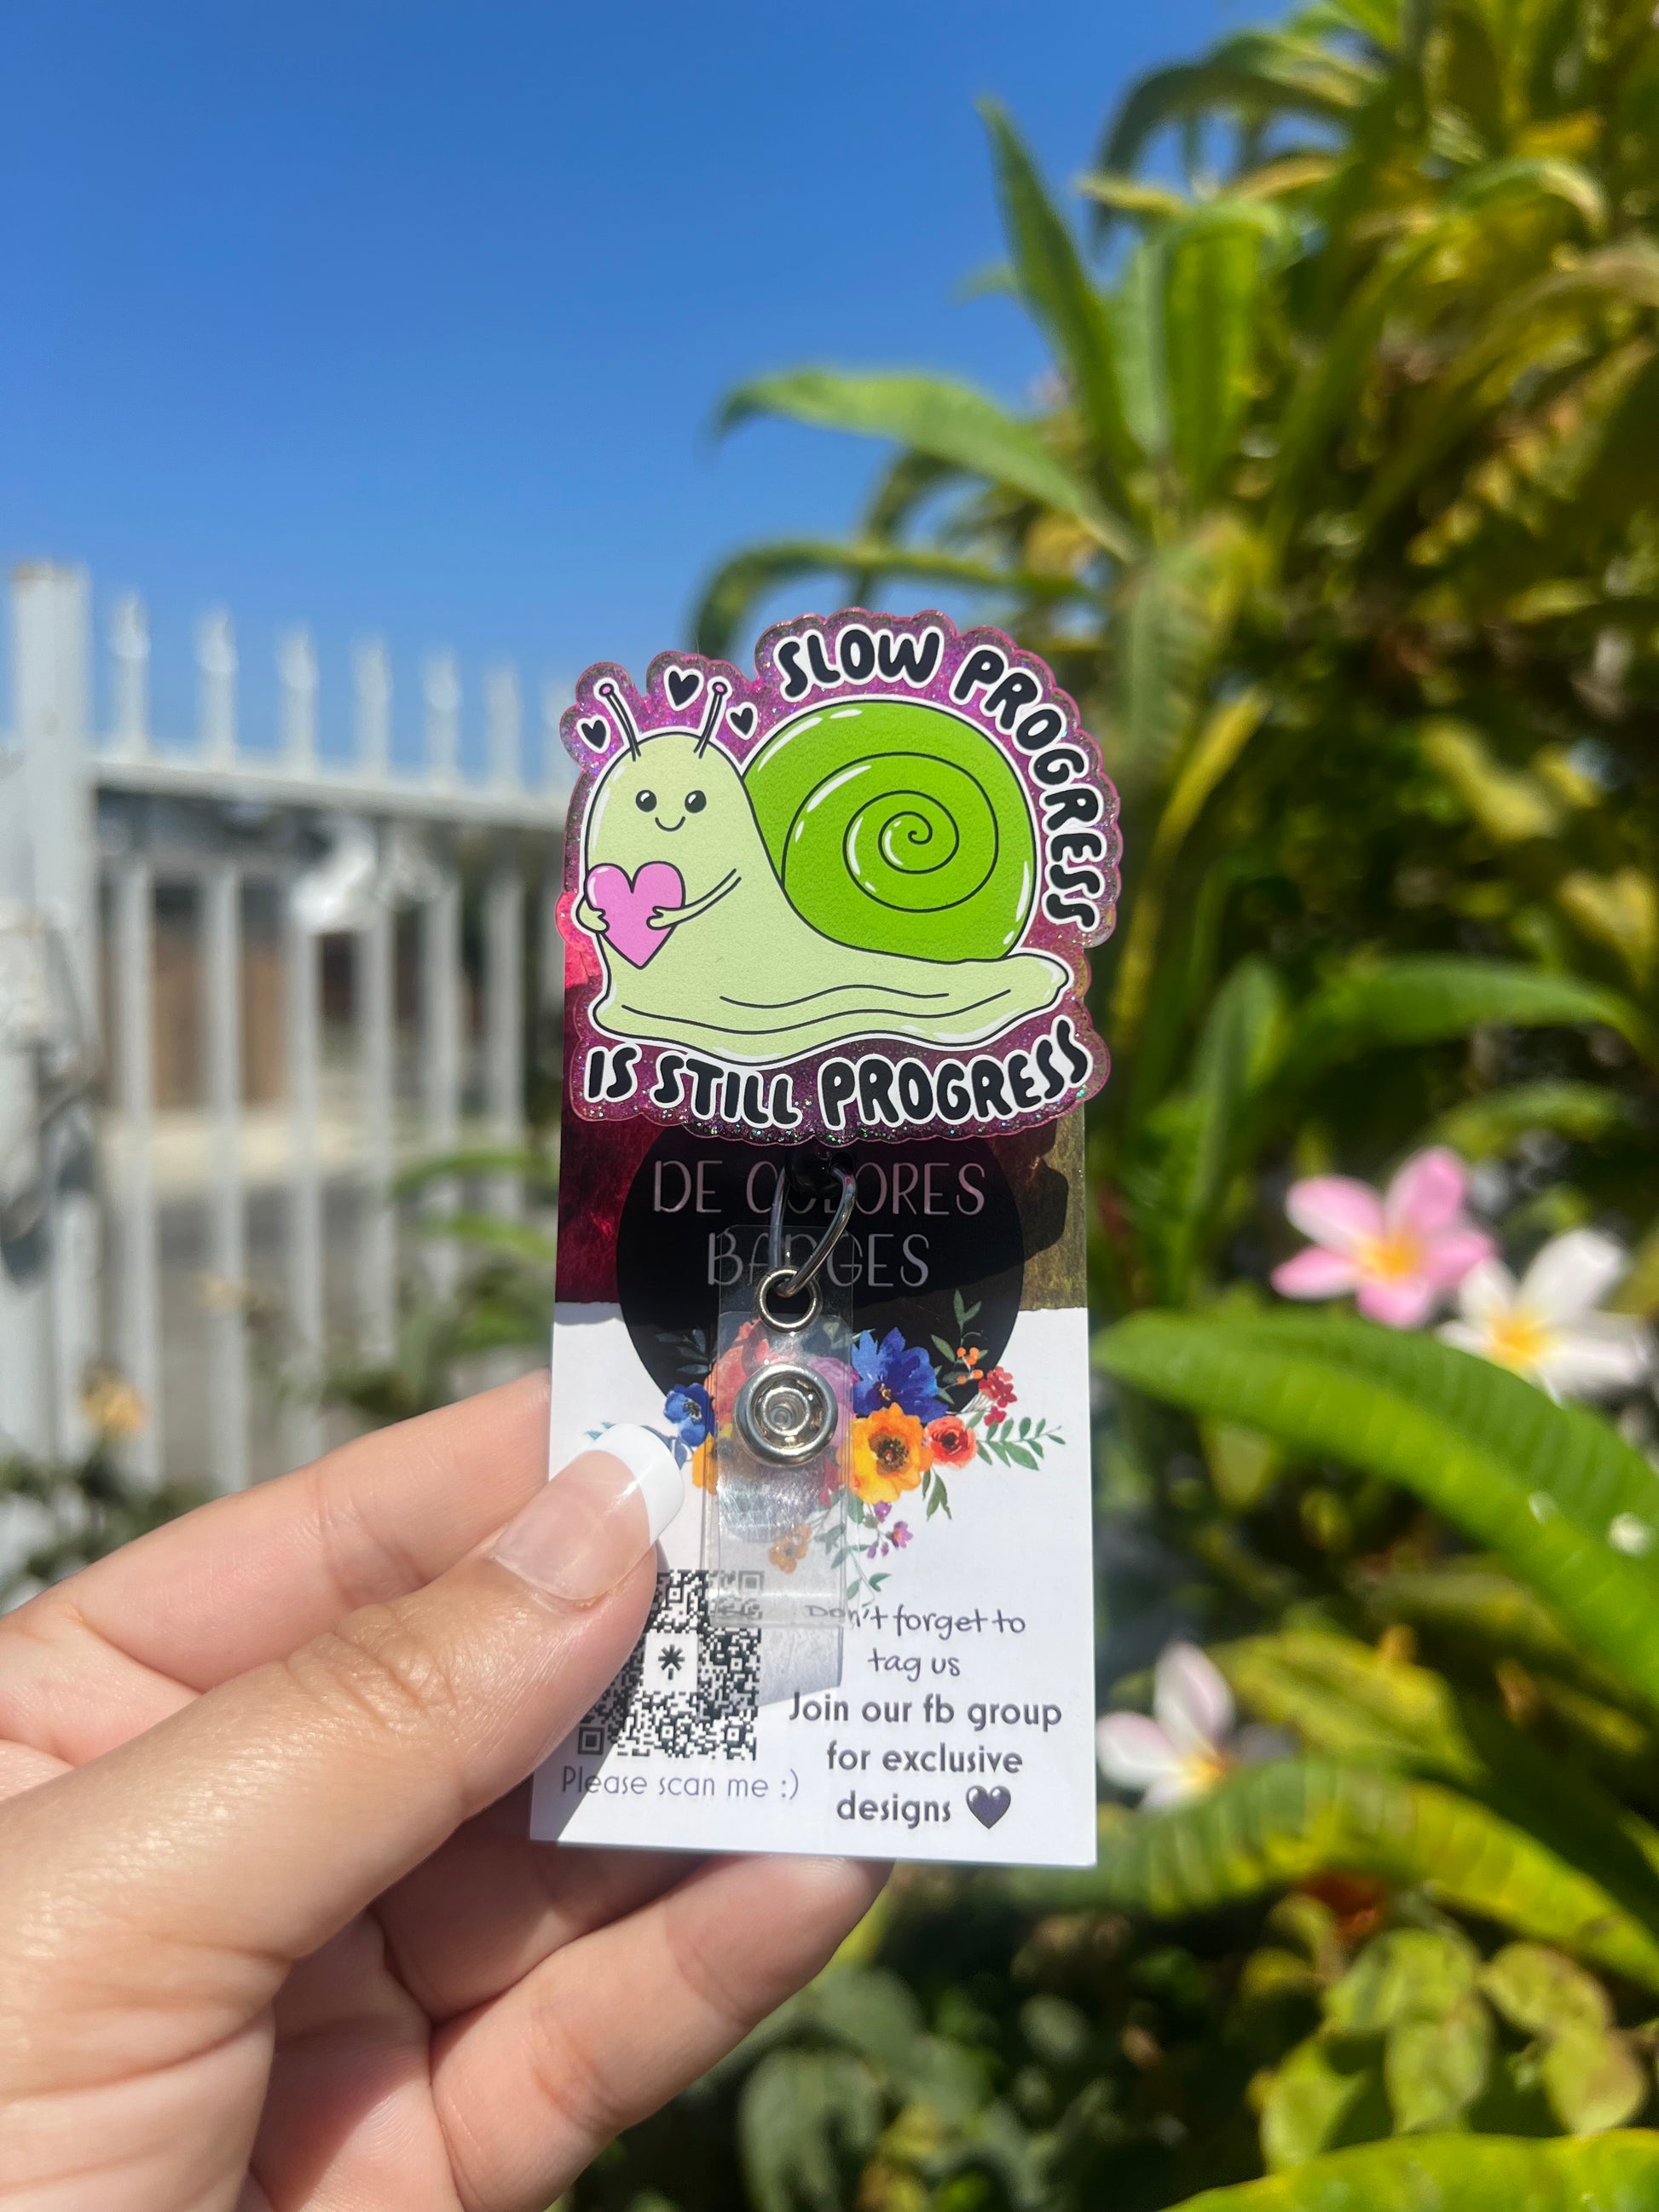 SLOW PROGRESS
IS STILL PROGRESS
DE COLORES
BADGES
Don't forget to
tag us
Join our fb group
for exclusive
designs 🖤
Please scan me :)